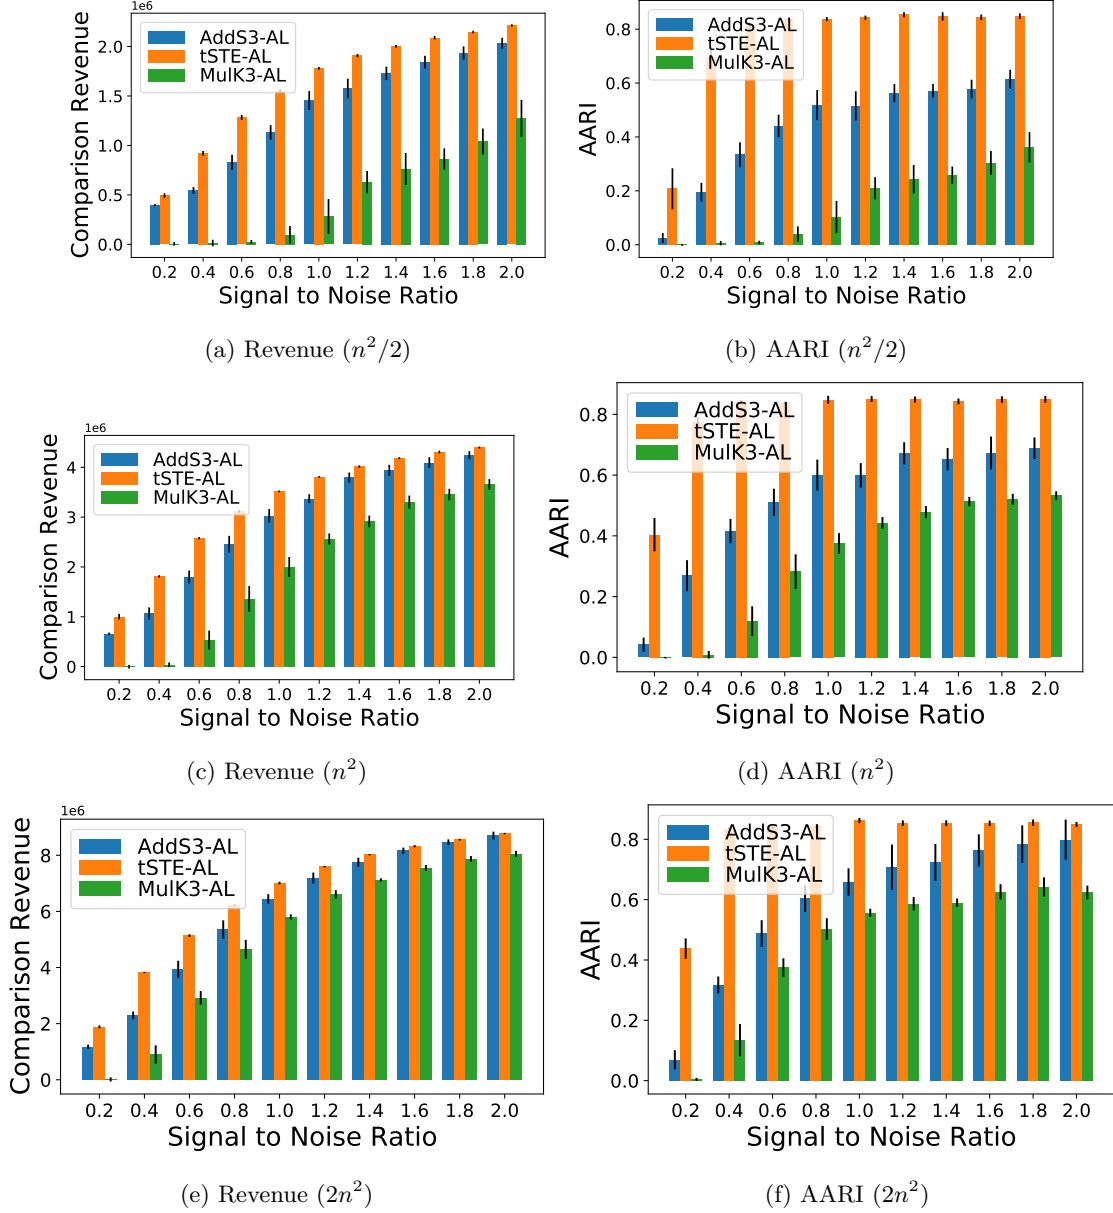 1e6
Comparison Revenue
2.0
1.5
1.0
0.5
0.0
AddS3-AL
tSTE-AL
MulK3-AL
0.2 0.4 0.6 0.8 1.0 1.2 1.4 1.6 1.8 2.0
Signal to Noise Ratio
(a) Revenue (n²/2)
AARI
0.8
0.6
0.4
0.2
0.0
AddS3-AL
tSTE-AL
MulK3-AL
0.2 0.4 0.6 0.8 1.0 1.2 1.4 1.6 1.8 2.0
Signal to Noise Ratio
(b) AARI (n²/2)
1e6
Comparison Revenue
4
3
2
1
0
AddS3-AL
tSTE-AL
MulK3-AL
0.2 0.4 0.6 0.8 1.0 1.2 1.4 1.6 1.8 2.0
Signal to Noise Ratio
(c) Revenue (n²)
AARI
0.8
0.6
0.4
0.2
0.0
AddS3-AL
tSTE-AL
MulK3-AL
0.2 0.4 0.6 0.8 1.0 1.2 1.4 1.6 1.8 2.0
Signal to Noise Ratio
(d) AARI (n²)
1e6
Comparison Revenue
8
6
4
2
0
AddS3-AL
tSTE-AL
MulK3-AL
0.2 0.4 0.6 0.8 1.0 1.2 1.4 1.6 1.8 2.0
Signal to Noise Ratio
(e) Revenue (2n²)
AARI
0.8
0.6
0.4
0.2
0.0
AddS3-AL
tSTE-AL
MulK3-AL
0.2 0.4 0.6 0.8 1.0 1.2 1.4 1.6 1.8 2.0
Signal to Noise Ratio
(f) AARI (2n²)